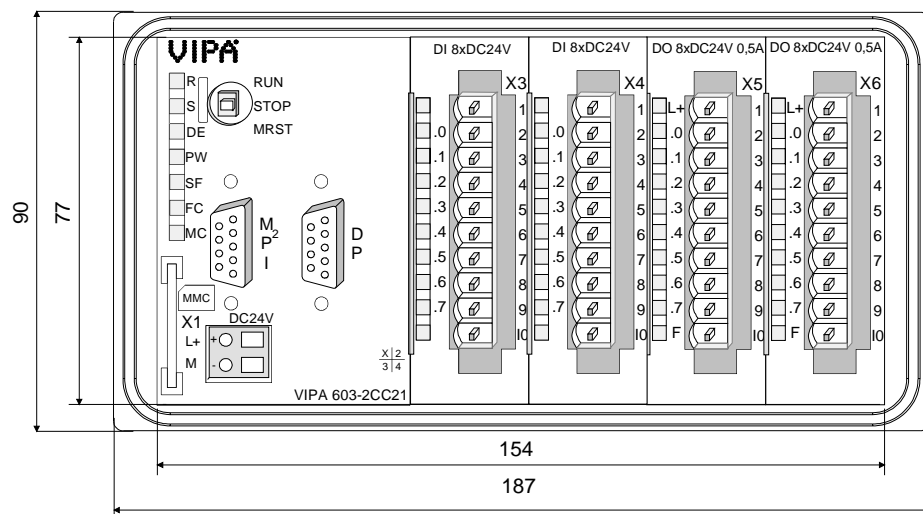 VIPA
R
S
DE
PW
SF
FC
MC
RUN
STOP
MRST
M²
P
I
D
P
MMC
X1
DC24V
L+
M
+
-
X 2
3 4
VIPA 603-2CC21
DI 8xDC24V
X3
.0
.1
.2
.3
.4
.5
.6
.7
1
2
3
4
5
6
7
8
9
I0
DI 8xDC24V
X4
.0
.1
.2
.3
.4
.5
.6
.7
1
2
3
4
5
6
7
8
9
I0
DO 8xDC24V 0,5A
X5
L+
.0
.1
.2
.3
.4
.5
.6
.7
F
1
2
3
4
5
6
7
8
9
I0
DO 8xDC24V 0,5A
X6
L+
.0
.1
.2
.3
.4
.5
.6
.7
F
1
2
3
4
5
6
7
8
9
I0
90
77
154
187